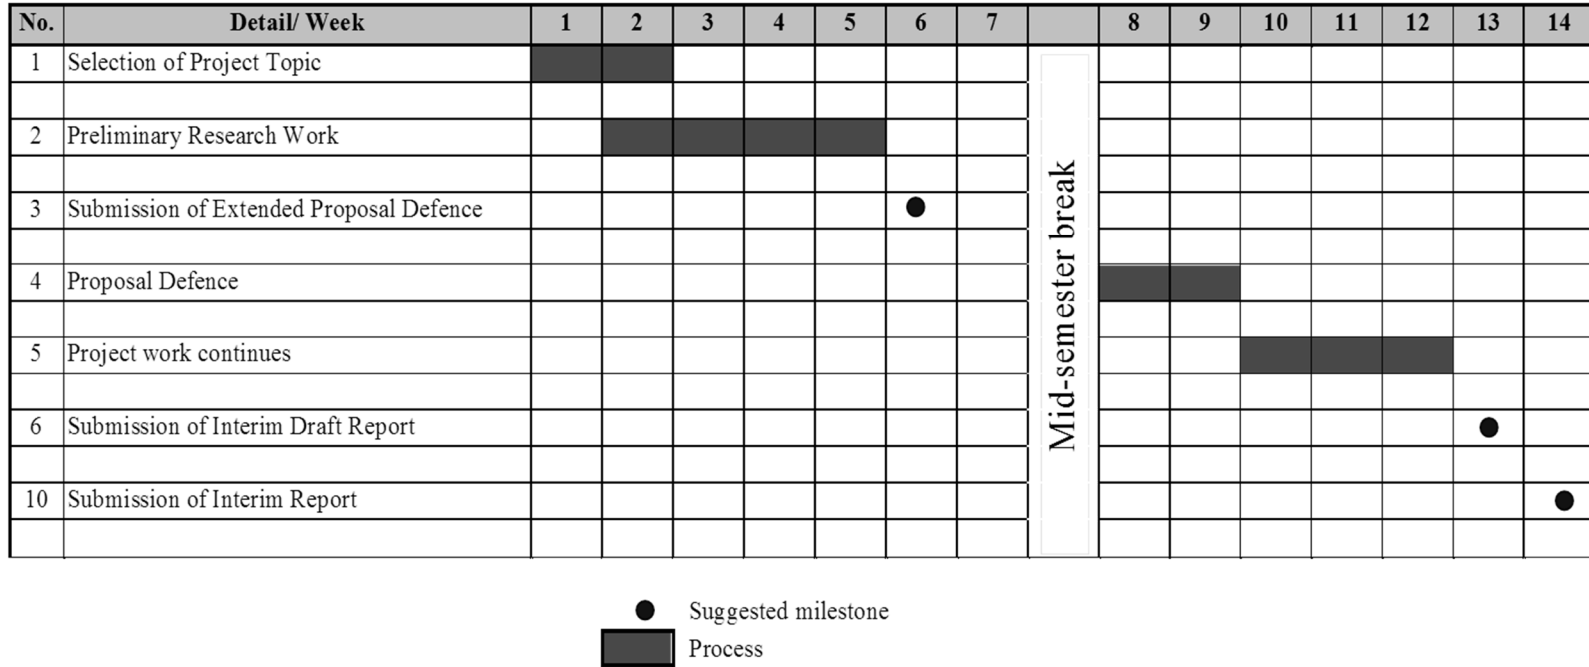 No. Detail/ Week 1 2 3 4 5 6 7 8 9 10 11 12 13 14
1 Selection of Project Topic
2 Preliminary Research Work
3 Submission of Extended Proposal Defence
4 Proposal Defence
5 Project work continues
6 Submission of Interim Draft Report
10 Submission of Interim Report
Mid-semester break
Suggested milestone
Process